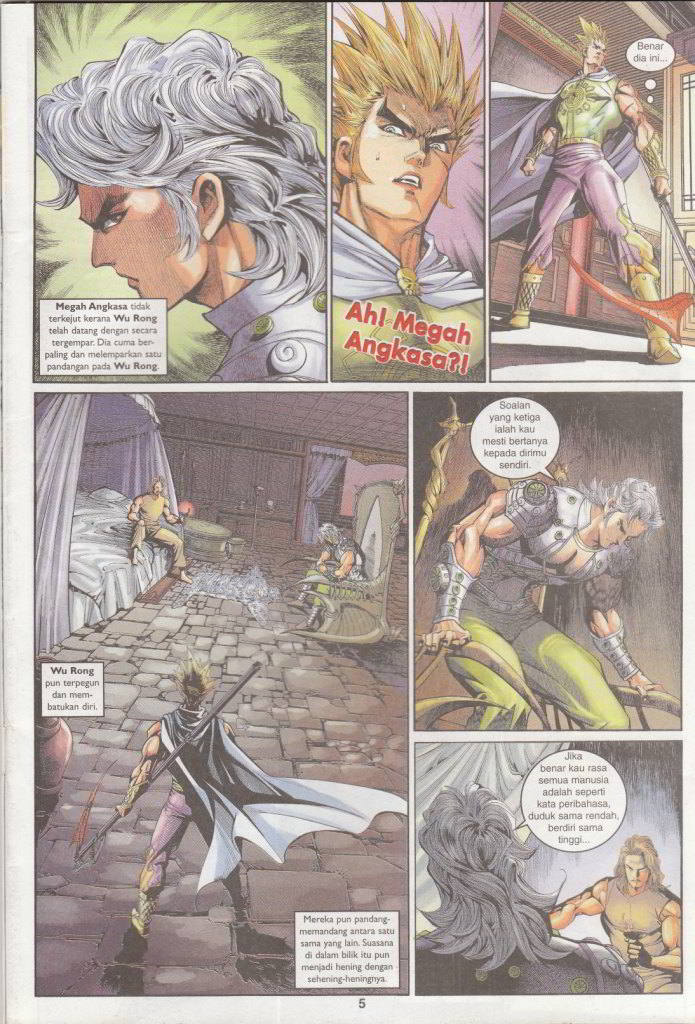 Megah Angkasa tidak
terkejut kerana Wu Rong
telah datang dengan secara
tergempar. Dia cuma ber-
paling dan melemparkan satu
pandangan pada Wu Rong.
Ah! Megah
Angkasa?!
Benar
dia ini...
Wu Rong
pun terpegun
dan mem-
batukan diri.
Mereka pun pandang-
memandang antara satu
sama yang lain. Suasana
di dalam bilik itu pun
menjadi hening dengan
sehening-heningnya.
Soalan
yang ketiga
ialah kau
mesti bertanya
kepada dirimu
sendiri.
Jika
benar kau rasa
semua manusia
adalah seperti
kata peribahasa,
duduk sama rendah,
berdiri sama
tinggi...
5